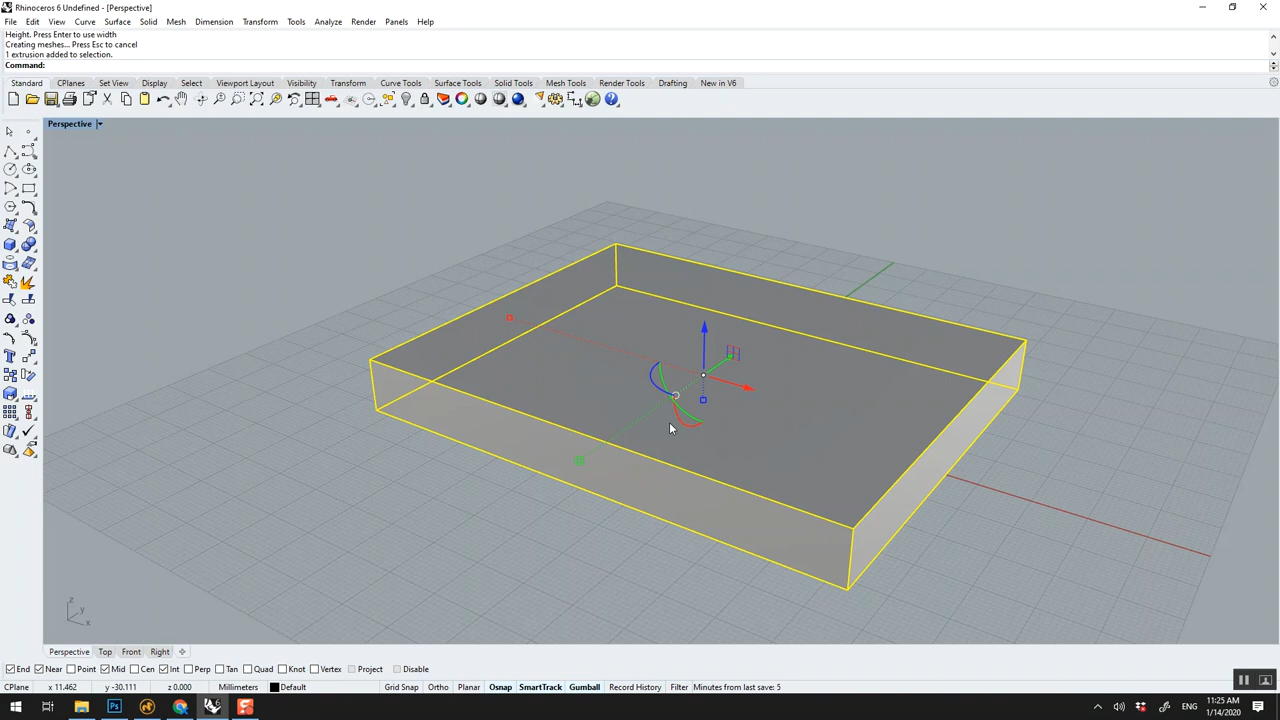 Rhinoceros 6 Undefined - [Perspective]
File Edit View Curve Surface Solid Mesh Dimension Transform Tools Analyze Render Panels Help
Height. Press Enter to use width
Creating meshes... Press Esc to cancel
1 extrusion added to selection.
Command:
Standard CPlanes Set View Display Select Viewport Layout Visibility Transform Curve Tools Surface Tools Solid Tools Mesh Tools Render Tools Drafting New in V6
Perspective
z
y
x
Perspective Top Front Right
End Near Point Mid Cen Int Perp Tan Quad Knot Vertex Project Disable
CPlane x 11.462 y -30.111 z 0.000 Millimeters Default Grid Snap Ortho Planar Osnap SmartTrack Gumball Record History Filter Minutes from last save: 5
Ps ENG 11:25 AM
1/14/2020